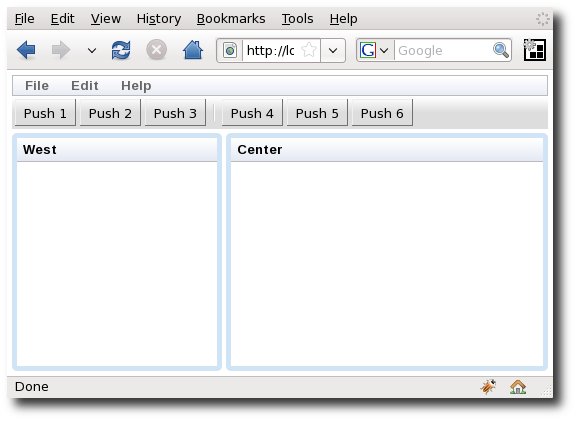 File Edit View History Bookmarks Tools Help
http://lo G Google
File Edit Help
Push 1 Push 2 Push 3 Push 4 Push 5 Push 6
West Center
Done